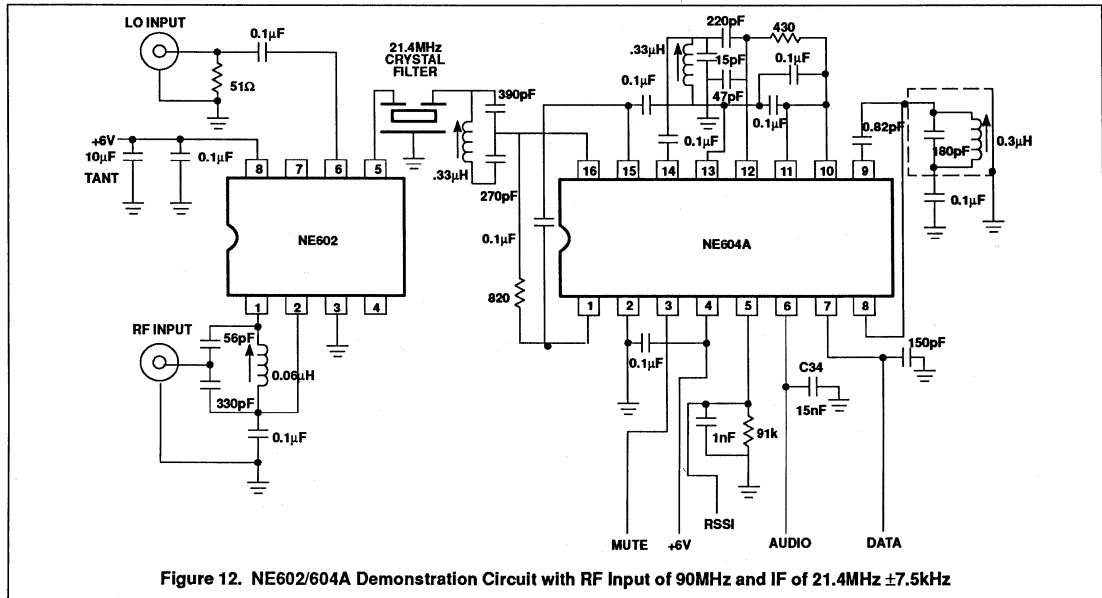 LO INPUT
0.1µF
51Ω
21.4MHz
CRYSTAL
FILTER
390pF
.33µH
270pF
+6V
10µF
TANT
0.1µF
8
7
6
5
NE602
1
2
3
4
RF INPUT
56pF
0.06µH
330pF
0.1µF
220pF
430
.33µH
15pF
0.1µF
0.1µF
47pF
0.1µF
0.1µF
0.82pF
180pF
0.3µH
0.1µF
16
15
14
13
12
11
10
9
0.1µF
NE604A
820
1
2
3
4
5
6
7
8
0.1µF
150pF
C34
15nF
1nF
91k
RSSI
MUTE
+6V
AUDIO
DATA
Figure 12. NE602/604A Demonstration Circuit with RF Input of 90MHz and IF of 21.4MHz ±7.5kHz